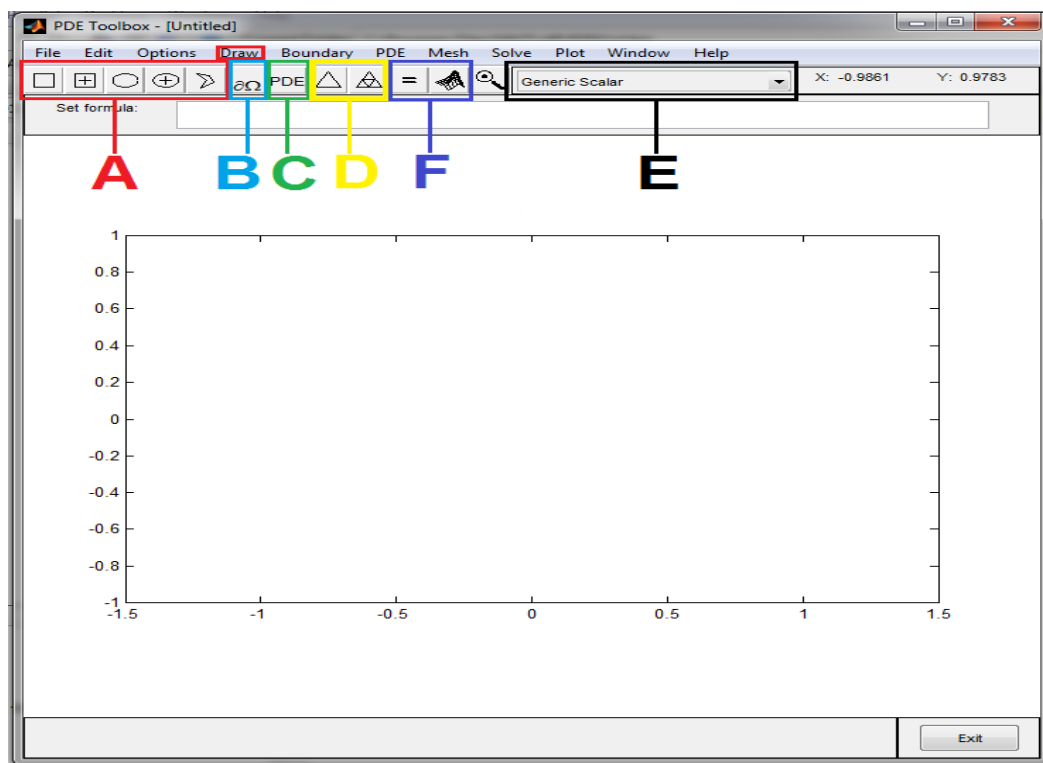 PDE Toolbox - [Untitled]
File Edit Options Draw Boundary PDE Mesh Solve Plot Window Help
∂Ω PDE = Generic Scalar X: -0.9861 Y: 0.9783
Set formula:
A B C D F E
1
0.8
0.6
0.4
0.2
0
-0.2
-0.4
-0.6
-0.8
-1
-1.5 -1 -0.5 0 0.5 1 1.5
Exit